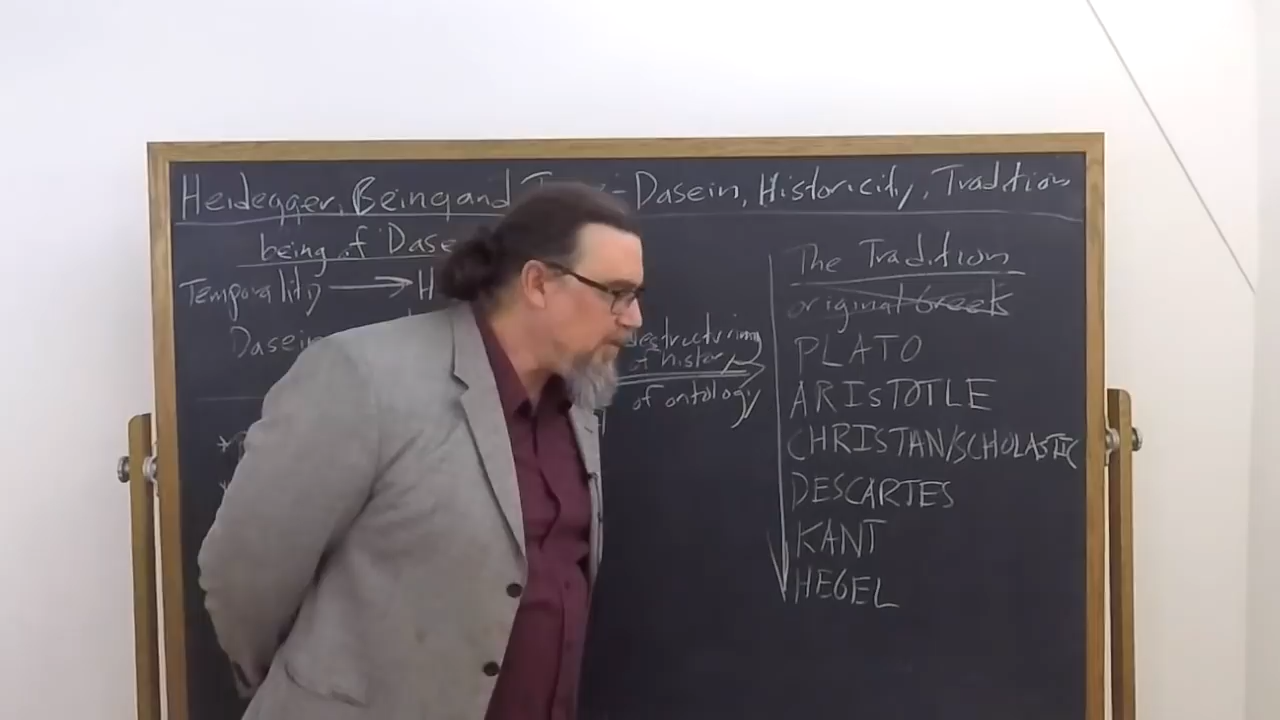 Heidegger, Being and - Dasein, Historicity, Tradition
being of Dase
Temporality → H
Dasein
destructuring
of history
of ontology
The Tradition
original Greek
PLATO
ARISTOTLE
CHRISTAN/SCHOLASTIC
DESCARTES
KANT
HEGEL